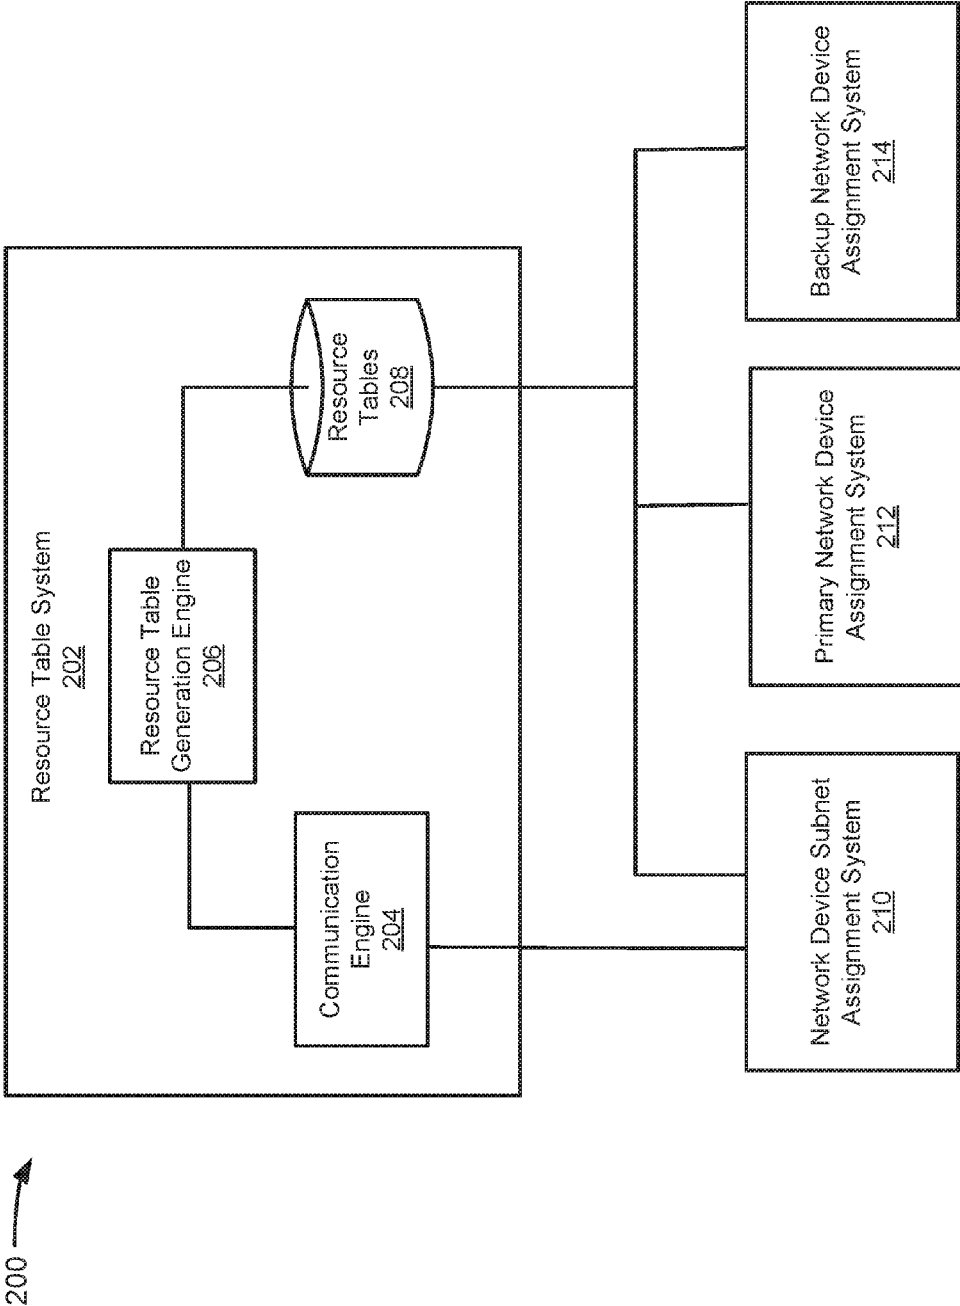 200
Resource Table System
202
Resource Table
Generation Engine
206
Communication
Engine
204
Resource
Tables
208
Network Device Subnet
Assignment System
210
Primary Network Device
Assignment System
212
Backup Network Device
Assignment System
214